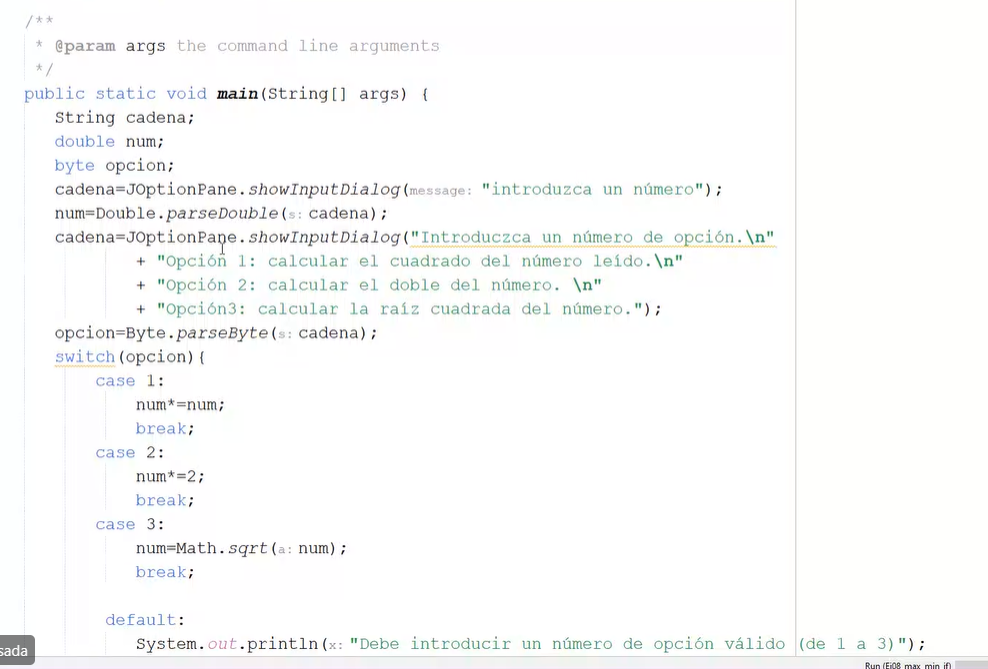 /**
 * @param args the command line arguments
 */
public static void main(String[] args) {
String cadena;
double num;
byte opcion;
cadena=JOptionPane.showInputDialog(message: "introduzca un número");
num=Double.parseDouble(s: cadena);
cadena=JOptionPane.showInputDialog("Introduczca un número de opción.\n"
+ "Opción 1: calcular el cuadrado del número leído.\n"
+ "Opción 2: calcular el doble del número. \n"
+ "Opción3: calcular la raíz cuadrada del número.");
opcion=Byte.parseByte(s: cadena);
switch(opcion){
case 1:
num*=num;
break;
case 2:
num*=2;
break;
case 3:
num=Math.sqrt(a: num);
break;
default:
System.out.println(x: "Debe introducir un número de opción válido (de 1 a 3)");
sada
Run (Ej08_max_min_if)